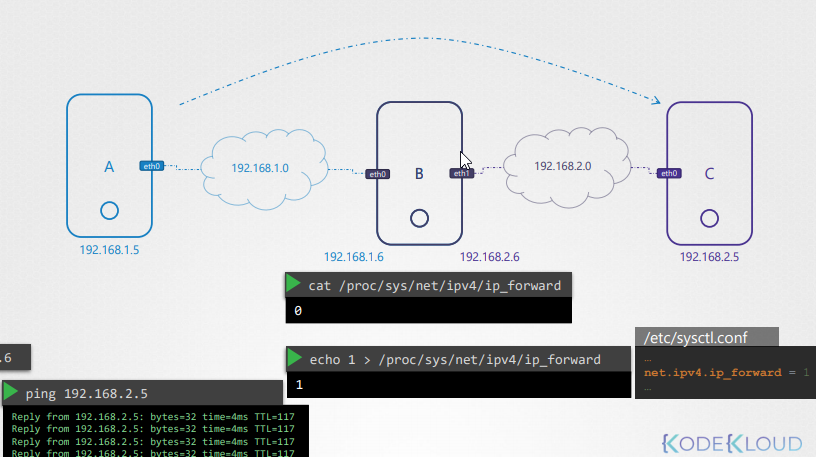 A
eth0
192.168.1.0
eth0
B
eth1
192.168.2.0
eth0
C
192.168.1.5
192.168.1.6
192.168.2.6
192.168.2.5
cat /proc/sys/net/ipv4/ip_forward
0
.6
echo 1 > /proc/sys/net/ipv4/ip_forward
1
/etc/sysctl.conf
…
net.ipv4.ip_forward = 1
…
ping 192.168.2.5
Reply from 192.168.2.5: bytes=32 time=4ms TTL=117
Reply from 192.168.2.5: bytes=32 time=4ms TTL=117
Reply from 192.168.2.5: bytes=32 time=4ms TTL=117
Reply from 192.168.2.5: bytes=32 time=4ms TTL=117
KODEKLOUD